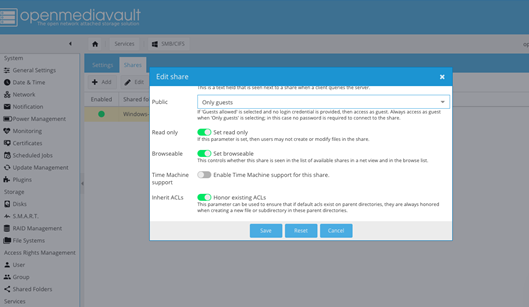 openmediavault
The open network attached storage solution
Services
SMB/CIFS
op
System
General Settings
Date & Time
Network
Notification
Power Management
Monitoring
Certificates
Scheduled Jobs
Update Management
Plugins
Storage
Disks
S.M.A.R.T.
RAID Management
File Systems
Access Rights Management
User
Group
Shared Folders
Services
Settings
Shares
Add
Edit
Enabled
Shared fo
Windows-
Edit share
This is a text field that is seen next to a share when a client queries the server.
Public
Only guests
If 'Guests allowed' is selected and no login credential is provided, then access as guest. Always access as guest
when 'Only guests' is selecting; in this case no password is required to connect to the share.
Read only
Set read only
If this parameter is set, then users may not create or modify files in the share.
Browseable
Set browseable
This controls whether this share is seen in the list of available shares in a net view and in the browse list.
Time Machine
support
Enable Time Machine support for this share.
Inherit ACLs
Honor existing ACLs
This parameter can be used to ensure that if default acls exist on parent directories, they are always honored
when creating a new file or subdirectory in these parent directories.
Save
Reset
Cancel